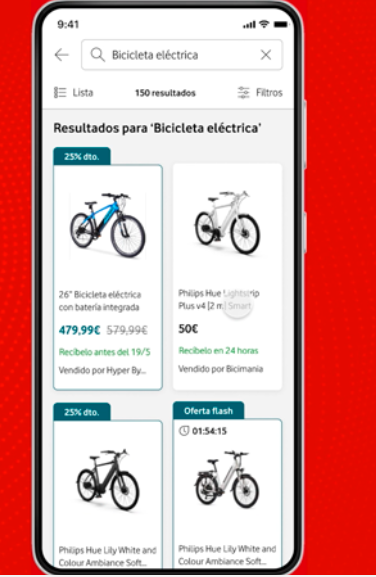 9:41
Bicicleta eléctrica
Lista
150 resultados
Filtros
Resultados para ‘Bicicleta eléctrica’
25% dto.
26" Bicicleta eléctrica
con batería integrada
479,99€ 579,99€
Recíbelo antes del 19/5
Vendido por Hyper By...
Philips Hue Lightstrip
Plus v4 [2 m] Smart
50€
Recíbelo en 24 horas
Vendido por Bicimania
25% dto.
Philips Hue Lily White and
Colour Ambiance Soft...
Oferta flash
01:54:15
Philips Hue Lily White and
Colour Ambiance Soft...